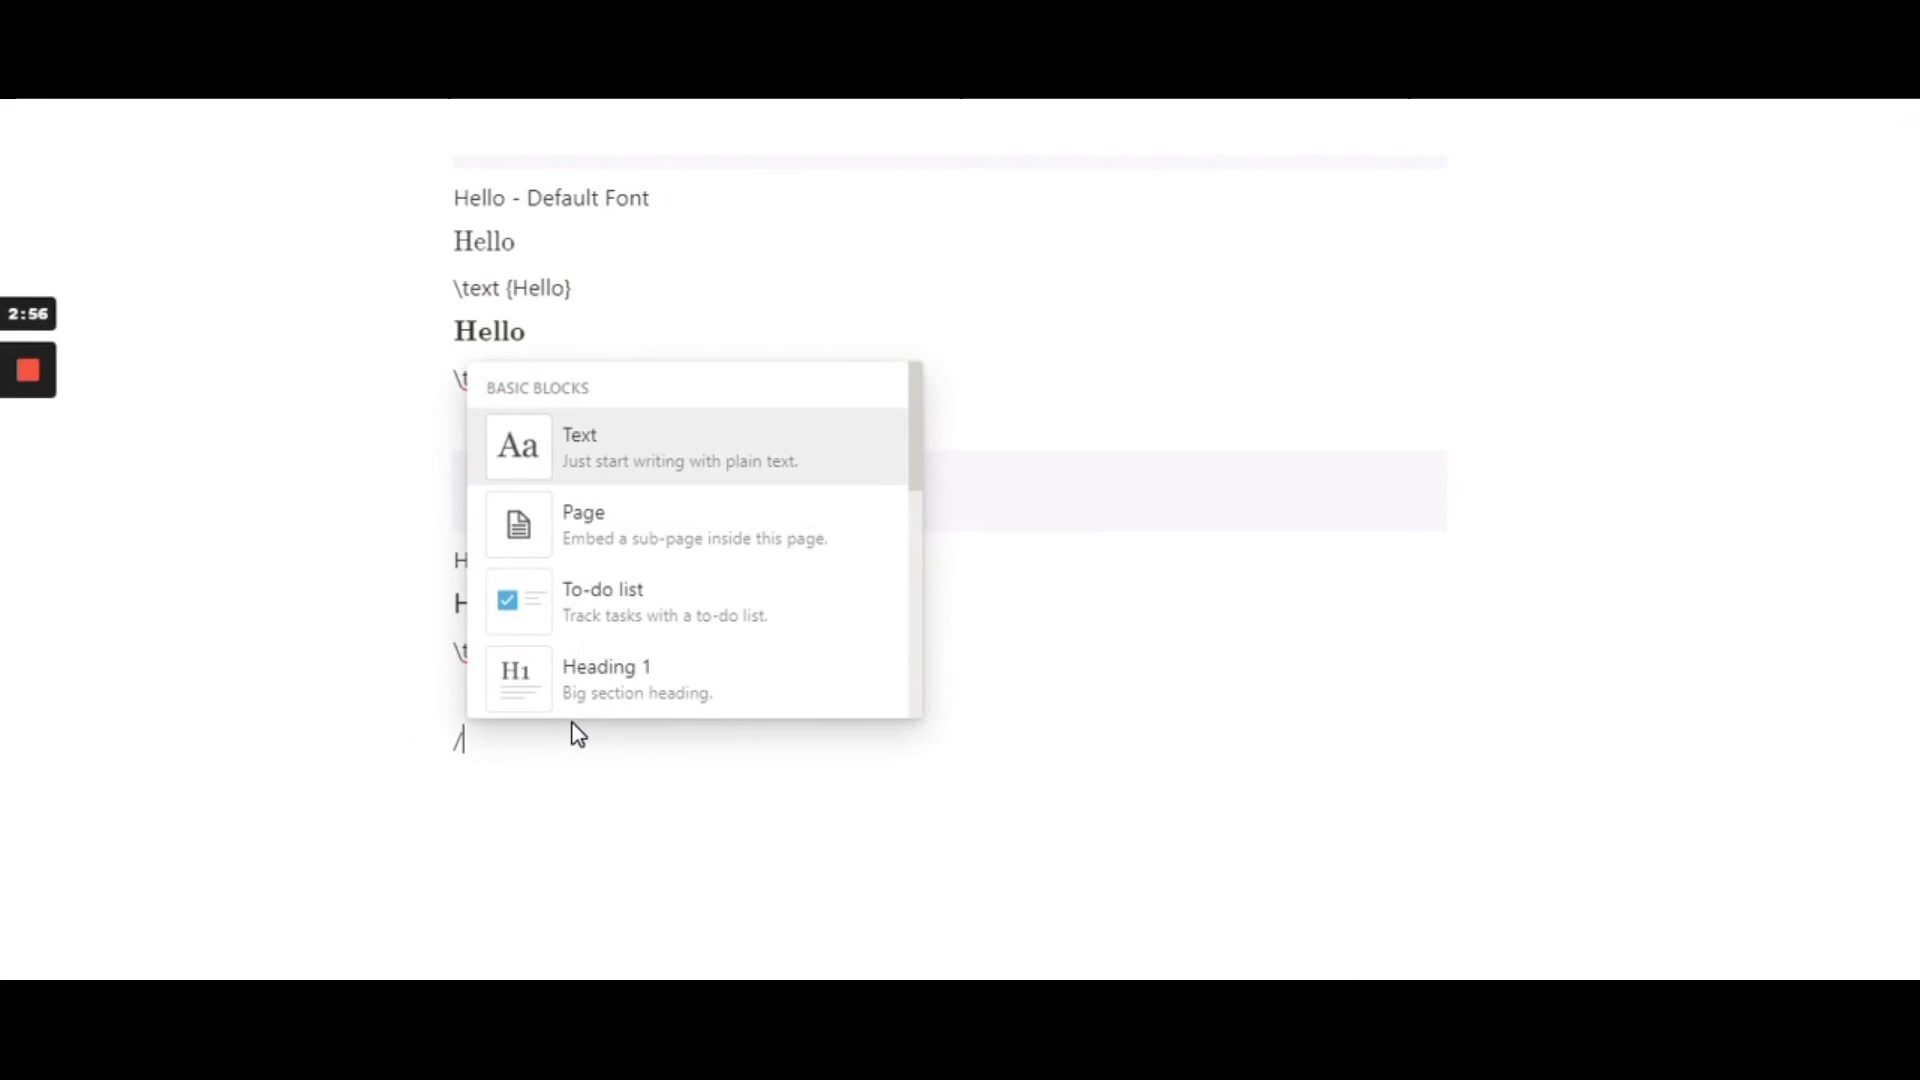 Hello - Default Font
Hello
\text {Hello}
Hello
2:56
\t
BASIC BLOCKS
Aa
Text
Just start writing with plain text.
Page
Embed a sub-page inside this page.
H
To-do list
Track tasks with a to-do list.
H
\t
H1
Heading 1
Big section heading.
/